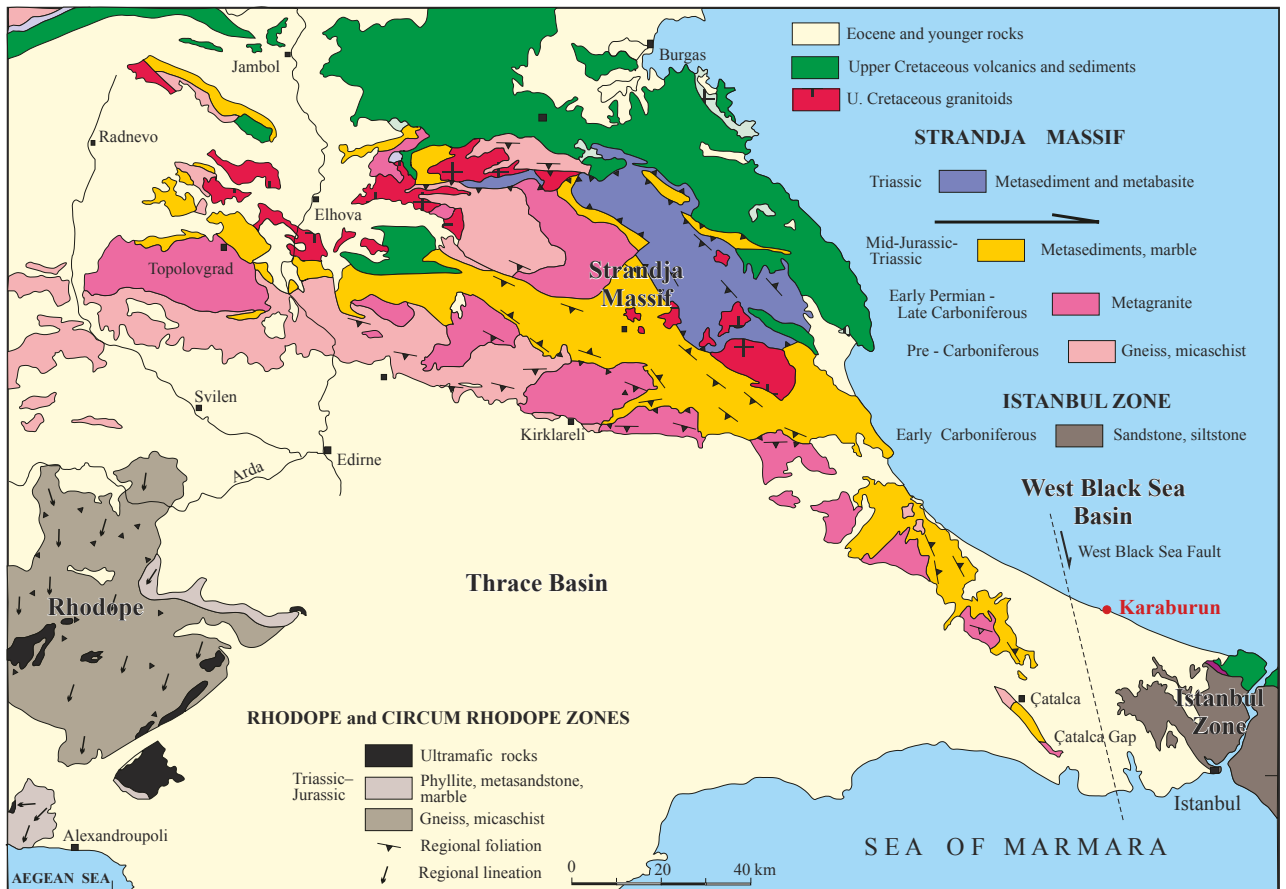 Eocene and younger rocks
Upper Cretaceous volcanics and sediments
U. Cretaceous granitoids
STRANDJA MASSIF
Triassic
Metasediment and metabasite
Mid-Jurassic-
Triassic
Metasediments, marble
Early Permian -
Late Carboniferous
Metagranite
Pre - Carboniferous
Gneiss, micaschist
ISTANBUL ZONE
Early Carboniferous
Sandstone, siltstone
Burgas
Jambol
Radnevo
Elhova
Topolovgrad
Strandja
Massif
Svilen
Kirklareli
Edirne
Arda
West Black Sea
Basin
West Black Sea Fault
Thrace Basin
Rhodope
Karaburun
Çatalca
Çatalca Gap
Istanbul
Zone
Istanbul
RHODOPE and CIRCUM RHODOPE ZONES
Ultramafic rocks
Triassic–
Jurassic
Phyllite, metasandstone,
marble
Gneiss, micaschist
Regional foliation
Regional lineation
Alexandroupoli
AEGEAN SEA
0 20 40 km
SEA OF MARMARA